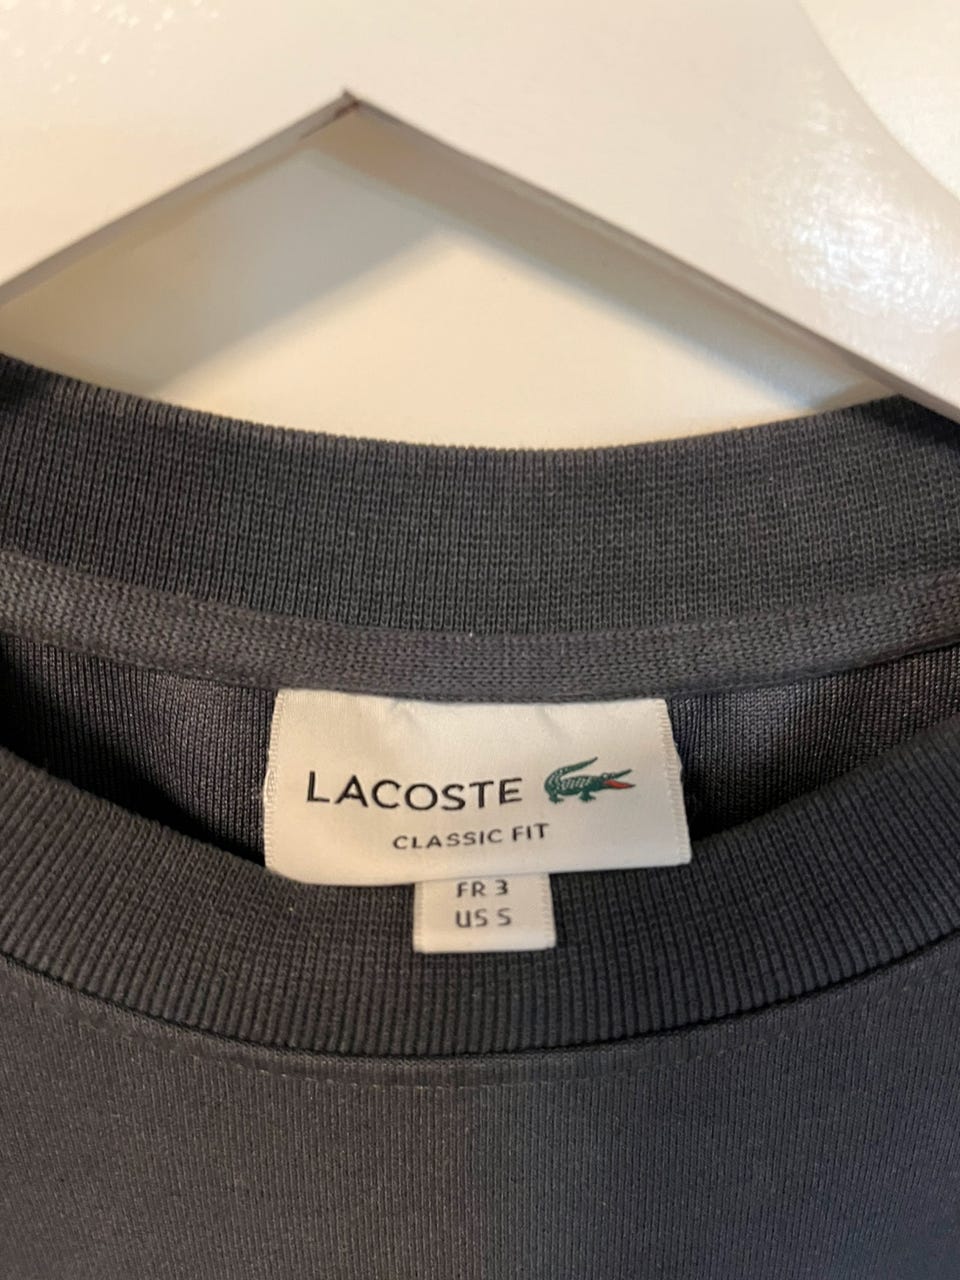 LACOSTE
CLASSIC FIT
FR 3
US S